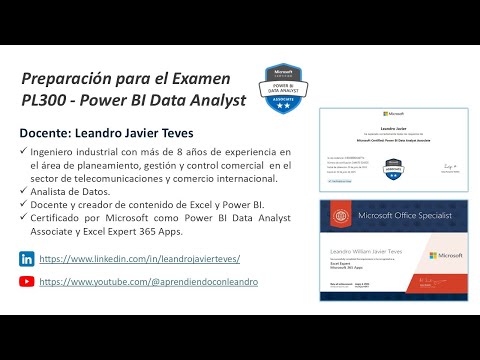 Preparación para el Examen
PL300 - Power BI Data Analyst
Microsoft
CERTIFIED
POWER BI
DATA ANALYST
ASSOCIATE
Docente: Leandro Javier Teves
Ingeniero industrial con más de 8 años de experiencia en
el área de planeamiento, gestión y control comercial en el
sector de telecomunicaciones y comercio internacional.
Analista de Datos.
Docente y creador de contenido de Excel y Power BI.
Certificado por Microsoft como Power BI Data Analyst
Associate y Excel Expert 365 Apps.
https://www.linkedin.com/in/leandrojavierteves/
https://www.youtube.com/@aprendiendoconleandro
Microsoft
Leandro Javier
Microsoft Certified: Power BI Data Analyst Associate
Microsoft Office Specialist
Leandro William Javier Teves
Excel Expert
Microsoft 365 Apps
Microsoft